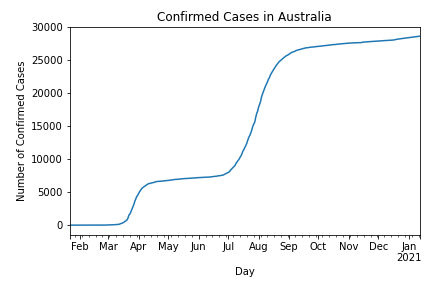 Confirmed Cases in Australia
Number of Confirmed Cases
30000
25000
20000
15000
10000
5000
0
Feb Mar Apr May Jun Jul Aug Sep Oct Nov Dec Jan
2021
Day